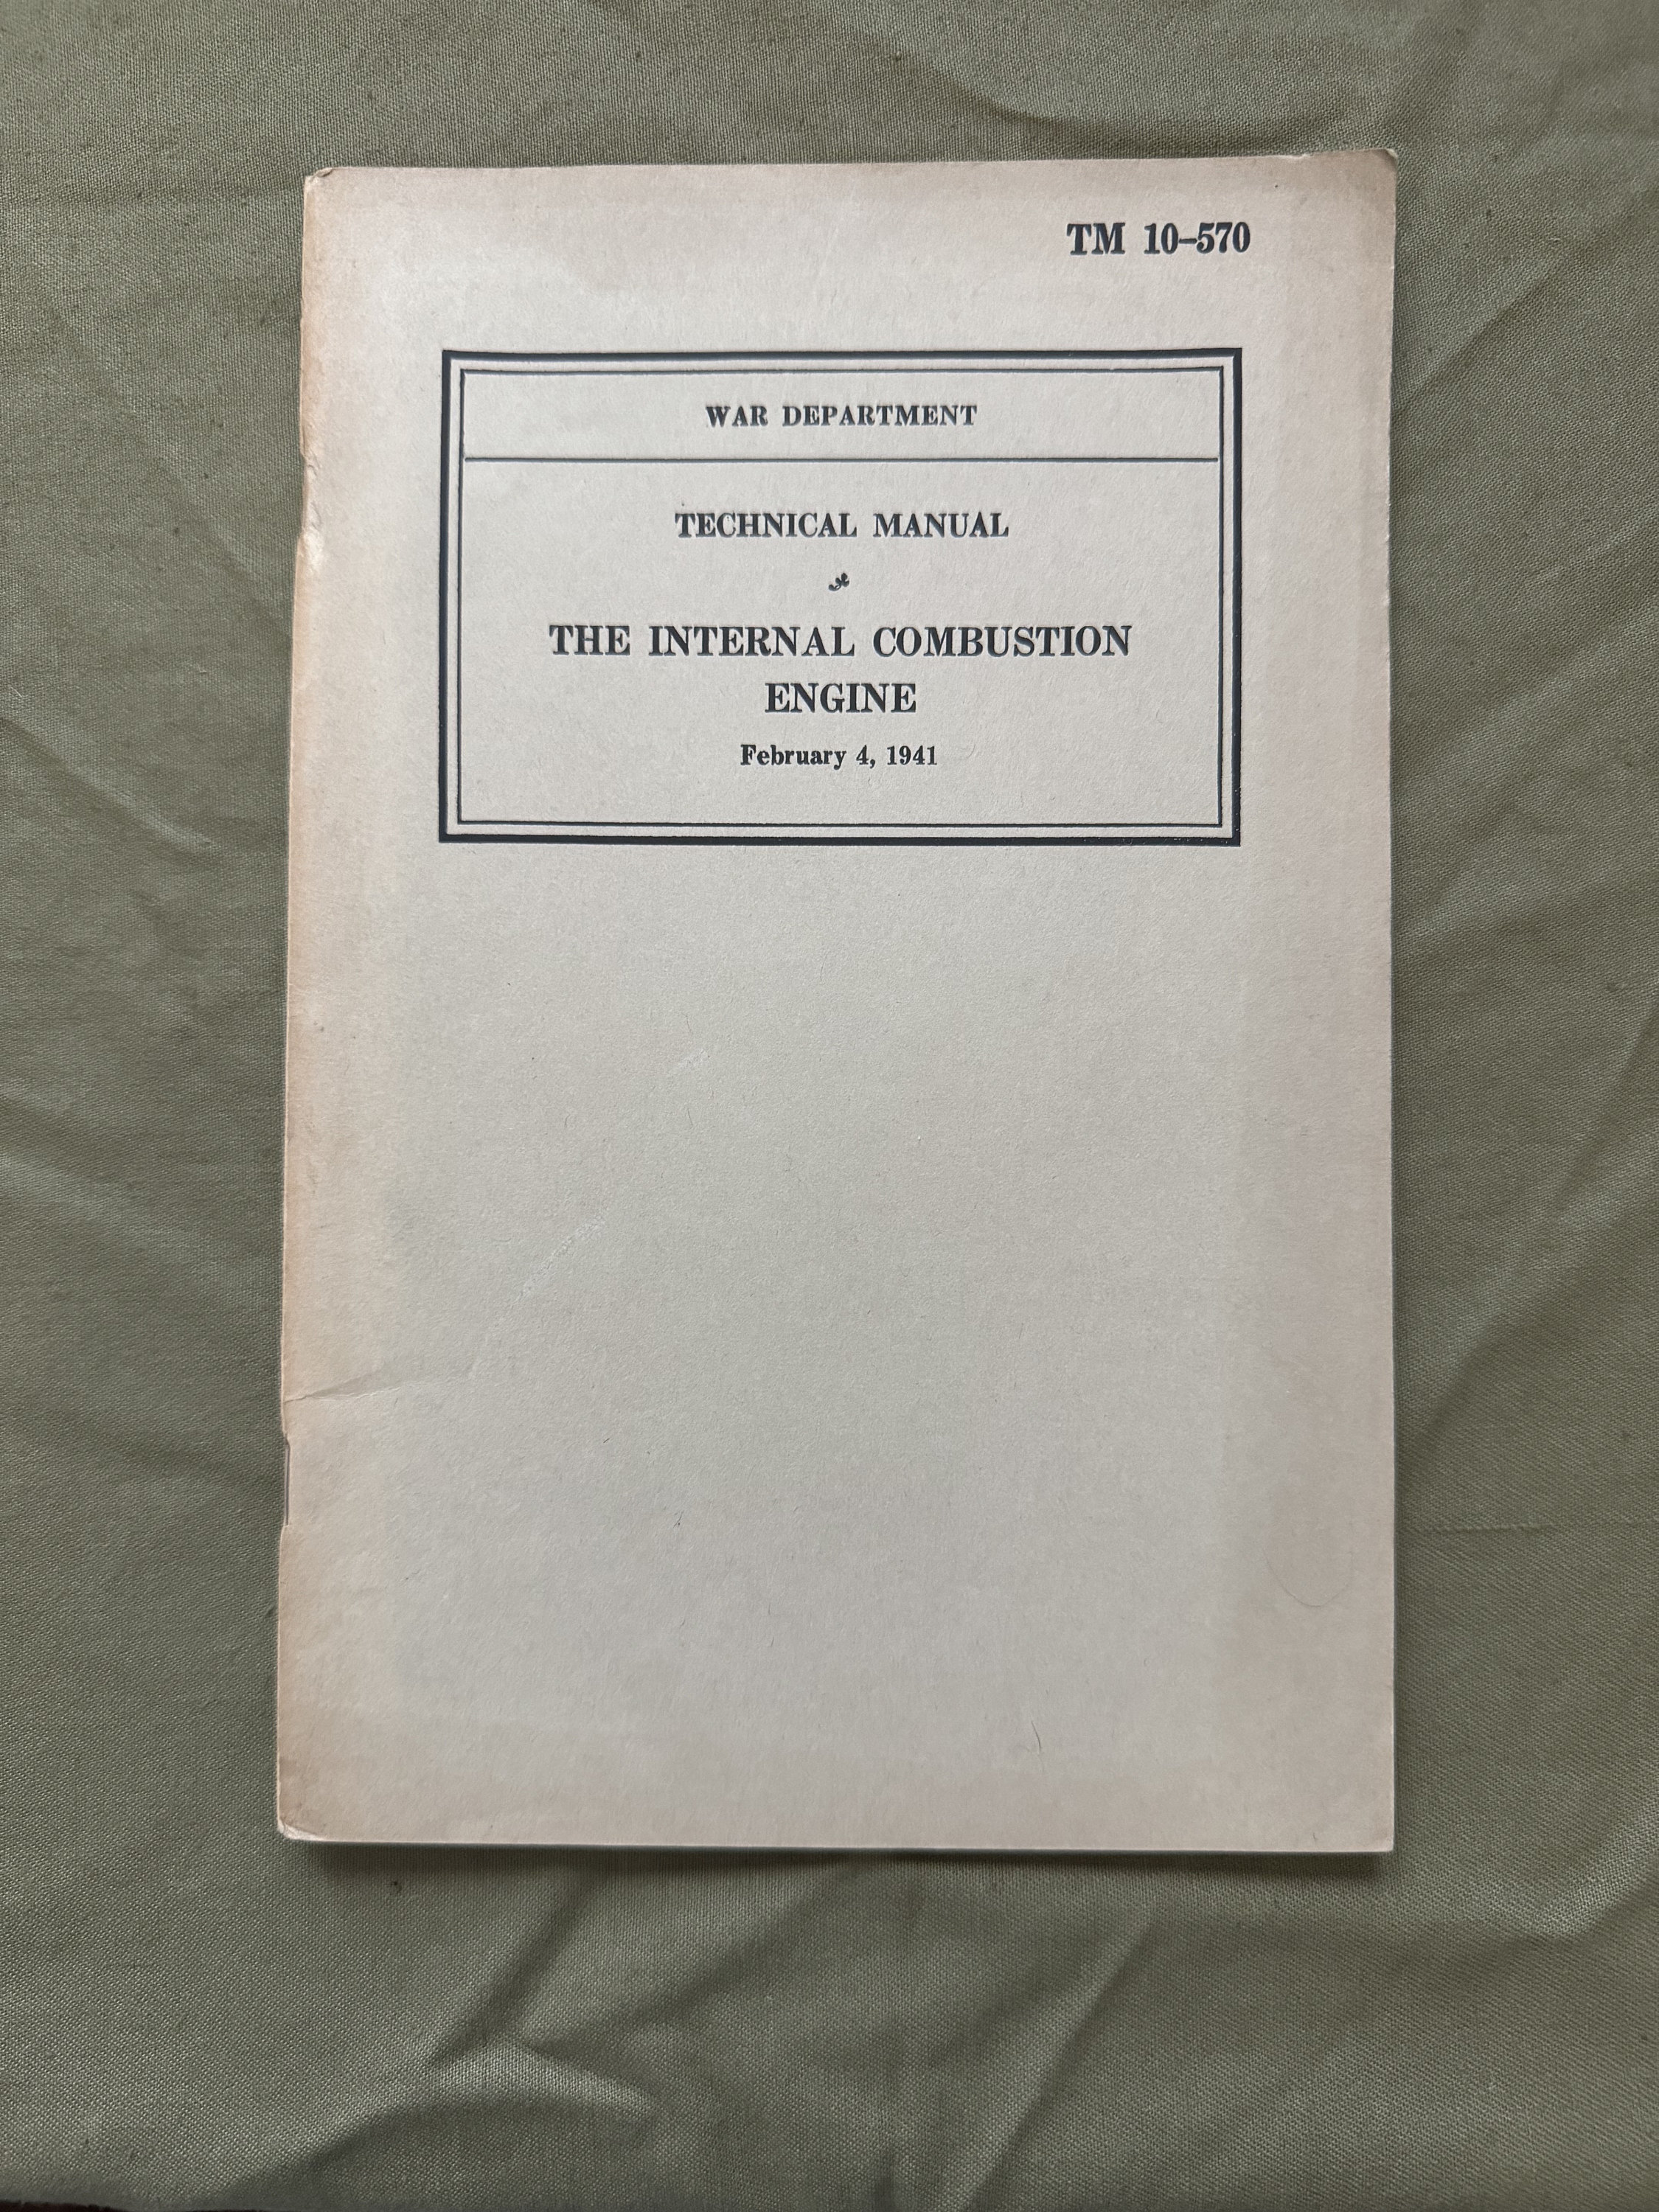 TM 10–570
WAR DEPARTMENT
TECHNICAL MANUAL
THE INTERNAL COMBUSTION
ENGINE
February 4, 1941